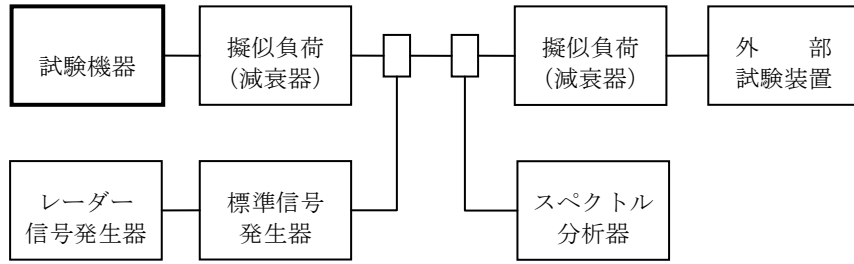 試験機器
擬似負荷
(減衰器)
擬似負荷
(減衰器)
外　　部
試験装置
レーダー
信号発生器
標準信号
発生器
スペクトル
分析器